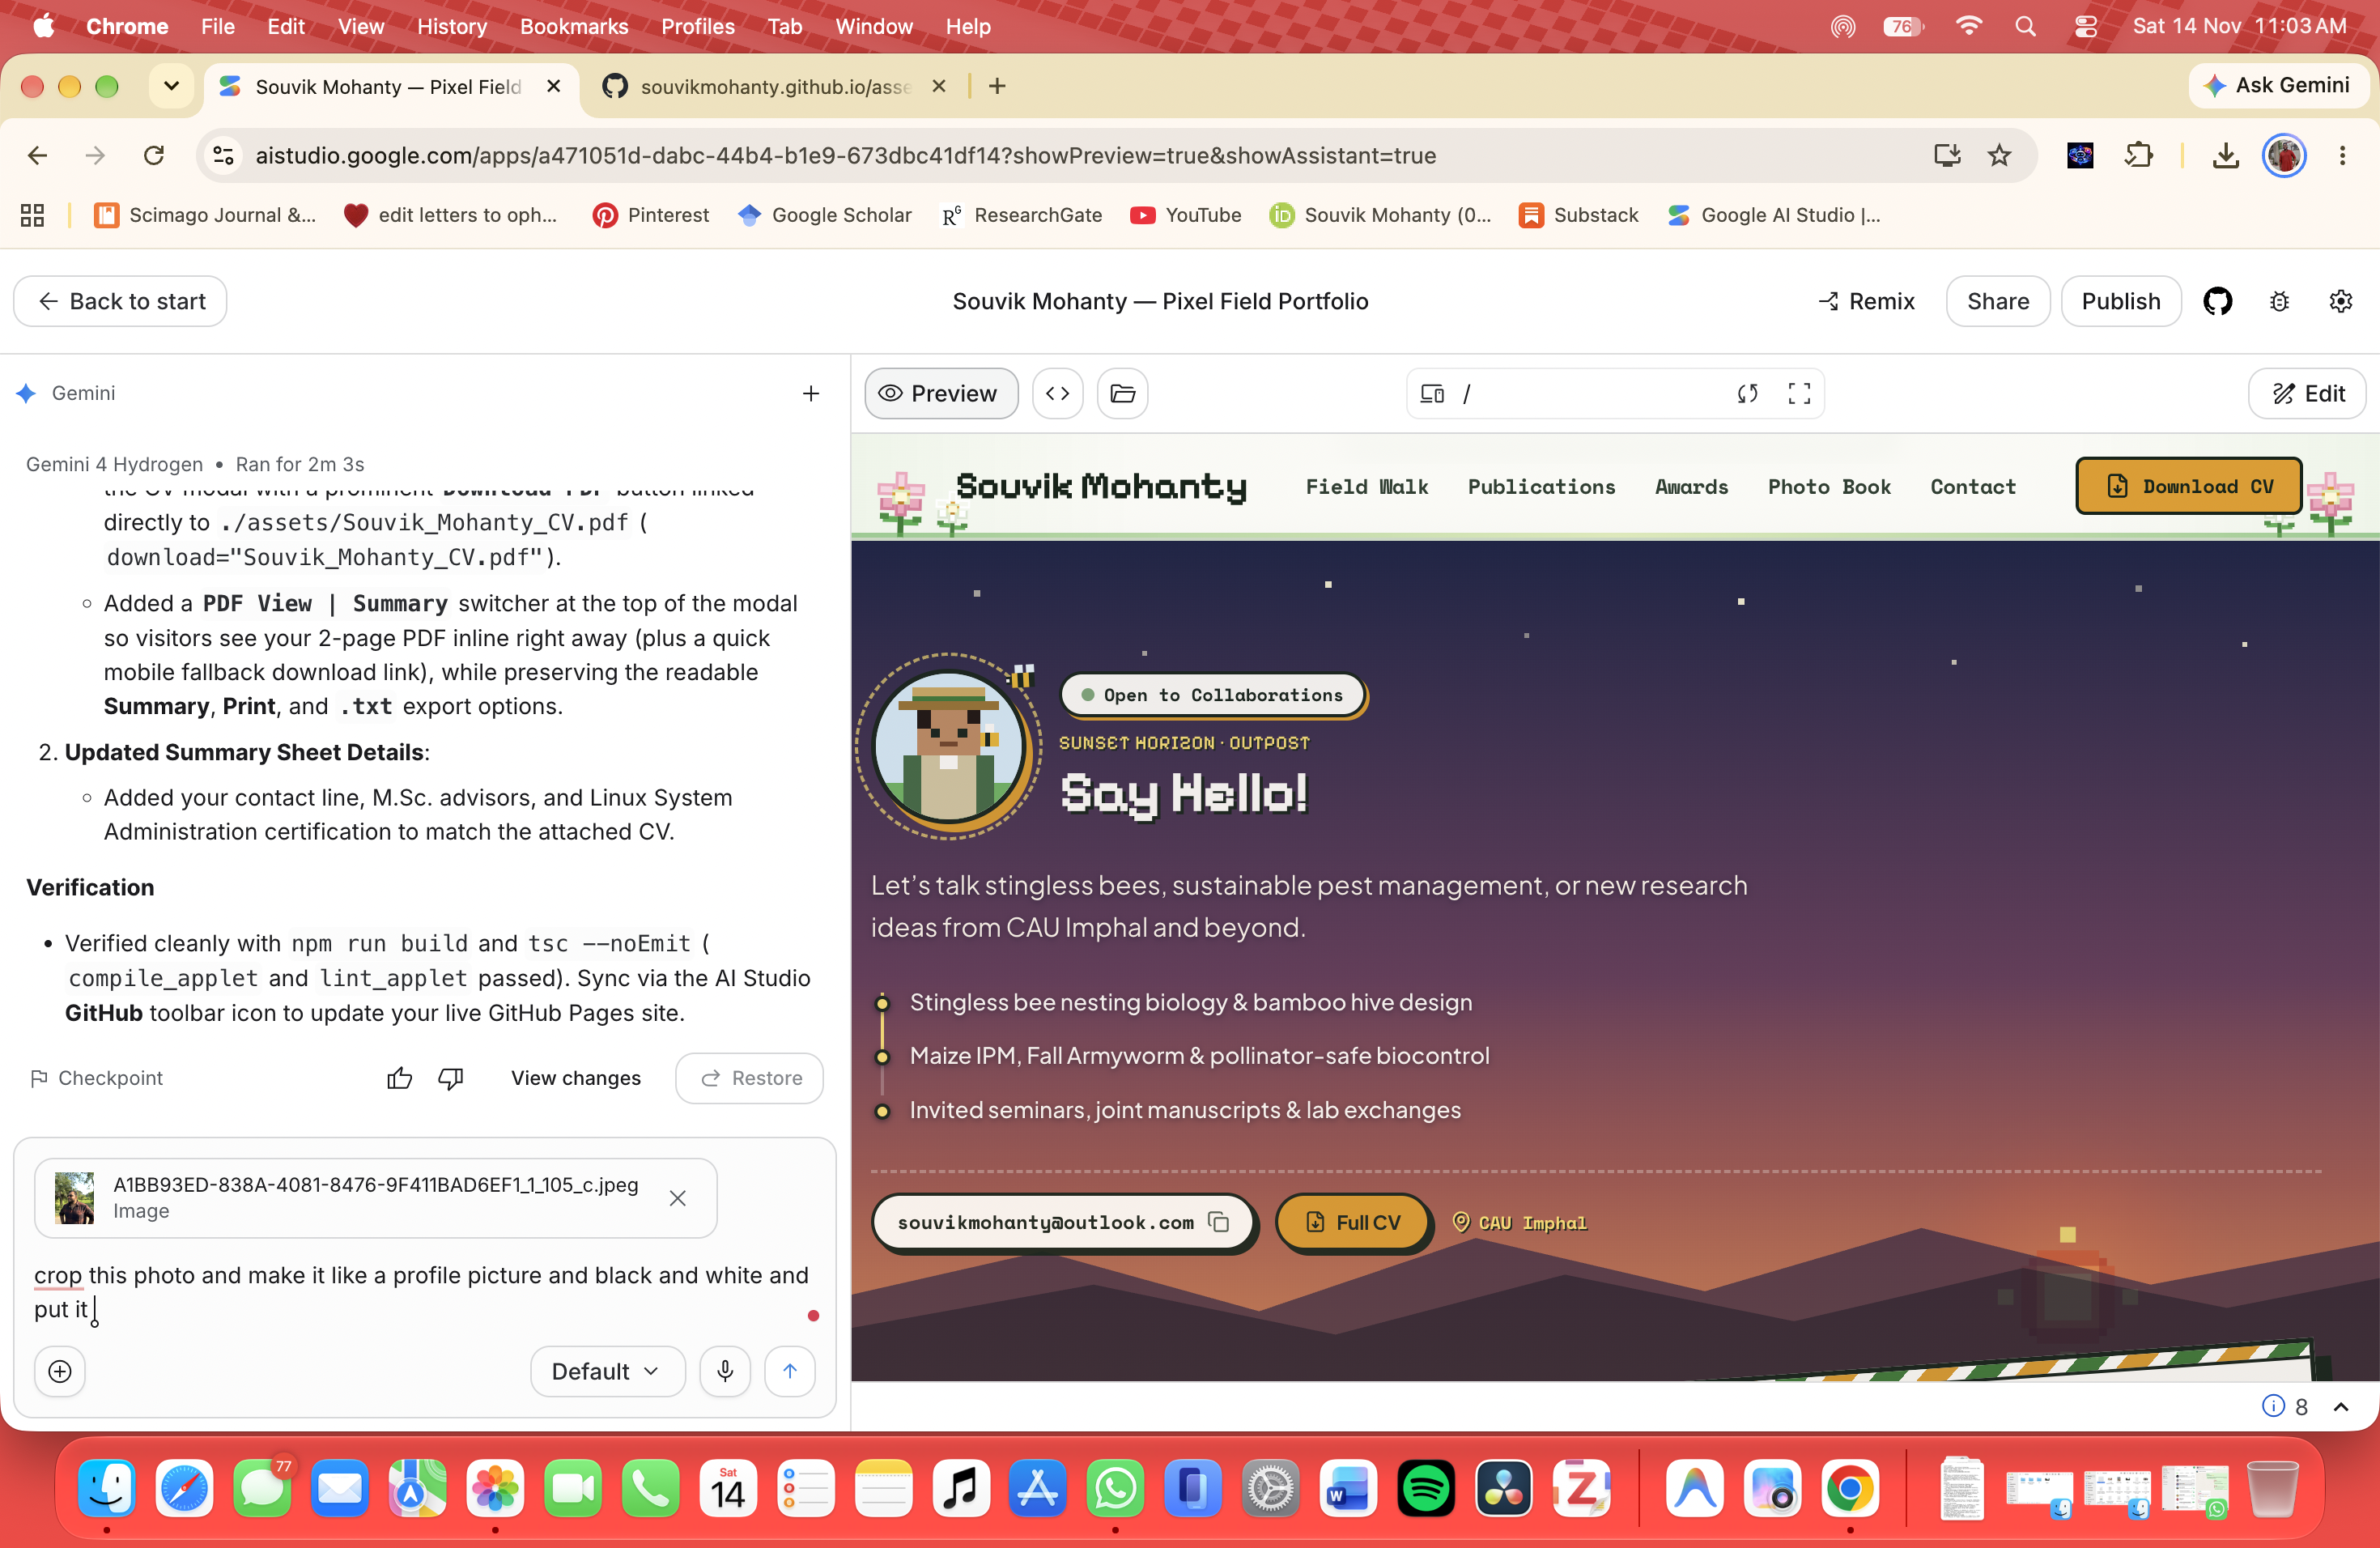 Chrome File Edit View History Bookmarks Profiles Tab Window Help
76
Sat 14 Nov 11:03 AM
Souvik Mohanty — Pixel Field
souvikmohanty.github.io/asse
Ask Gemini
aistudio.google.com/apps/a471051d-dabc-44b4-b1e9-673dbc41df14?showPreview=true&showAssistant=true
Scimago Journal &...
edit letters to oph...
Pinterest
Google Scholar
ResearchGate
YouTube
Souvik Mohanty (0...
Substack
Google AI Studio |...
Back to start
Souvik Mohanty — Pixel Field Portfolio
Remix
Share
Publish
Gemini
Gemini 4 Hydrogen • Ran for 2m 3s
the CV modal with a prominent Download PDF button linked
directly to ./assets/Souvik_Mohanty_CV.pdf (
download="Souvik_Mohanty_CV.pdf").
Added a PDF View | Summary switcher at the top of the modal
so visitors see your 2-page PDF inline right away (plus a quick
mobile fallback download link), while preserving the readable
Summary, Print, and .txt export options.
2. Updated Summary Sheet Details:
Added your contact line, M.Sc. advisors, and Linux System
Administration certification to match the attached CV.
Verification
Verified cleanly with npm run build and tsc --noEmit (
compile_applet and lint_applet passed). Sync via the AI Studio
GitHub toolbar icon to update your live GitHub Pages site.
Checkpoint
View changes
Restore
A1BB93ED-838A-4081-8476-9F411BAD6EF1_1_105_c.jpeg
Image
crop this photo and make it like a profile picture and black and white and
put it
Default
Preview
/
Edit
Souvik Mohanty
Field Walk
Publications
Awards
Photo Book
Contact
Download CV
Open to Collaborations
SUNSET HORIZON · OUTPOST
Say Hello!
Let's talk stingless bees, sustainable pest management, or new research
ideas from CAU Imphal and beyond.
Stingless bee nesting biology & bamboo hive design
Maize IPM, Fall Armyworm & pollinator-safe biocontrol
Invited seminars, joint manuscripts & lab exchanges
souvikmohanty@outlook.com
Full CV
CAU Imphal
8
77
Sat
14